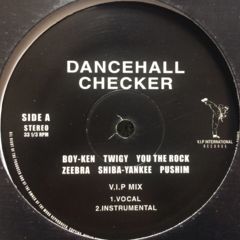 DANCEHALL
CHECKER
SIDE A
STEREO
33 1/3 RPM
V.I.P INTERNATIONAL
RECORDS
BOY-KEN TWIGY YOU THE ROCK
ZEEBRA SHIBA-YANKEE PUSHIM
V.I.P MIX
1.VOCAL
2.INSTRUMENTAL